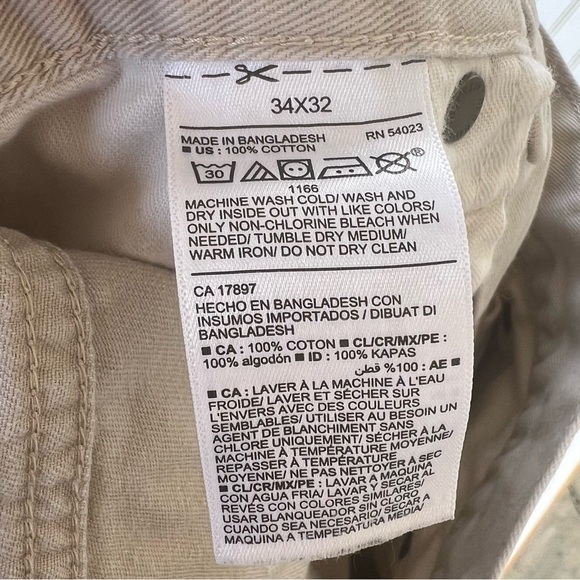 34X32
MADE IN BANGLADESH RN 54023
■ US : 100% COTTON
30 ®
1166
MACHINE WASH COLD/ WASH AND
DRY INSIDE OUT WITH LIKE COLORS/
ONLY NON-CHLORINE BLEACH WHEN
NEEDED/ TUMBLE DRY MEDIUM/
WARM IRON/ DO NOT DRY CLEAN
CA 17897
HECHO EN BANGLADESH CON
INSUMOS IMPORTADOS / DIBUAT DI
BANGLADESH
■ CA : 100% COTON ■ CL/CR/MX/PE :
100% algodón ■ ID : 100% KAPAS
■ AE : 100% قطن
■ CA : LAVER À LA MACHINE À L'EAU
FROIDE/ LAVER ET SÉCHER SUR
L'ENVERS AVEC DES COULEURS
SEMBLABLES/ UTILISER AU BESOIN UN
AGENT DE BLANCHIMENT SANS
CHLORE UNIQUEMENT/ SÉCHER À LA
MACHINE À TEMPÉRATURE MOYENNE/
REPASSER À TEMPÉRATURE
MOYENNE/ NE PAS NETTOYER À SEC
■ CL/CR/MX/PE : LAVAR A MAQUINA
CON AGUA FRIA/ LAVAR Y SECAR AL
REVÉS CON COLORES SIMILARES/
USAR BLANQUEADOR SIN CLORO
CUANDO SEA NECESARIO/ SECAR A
MAQUINA A TEMPERATURA MEDIA/